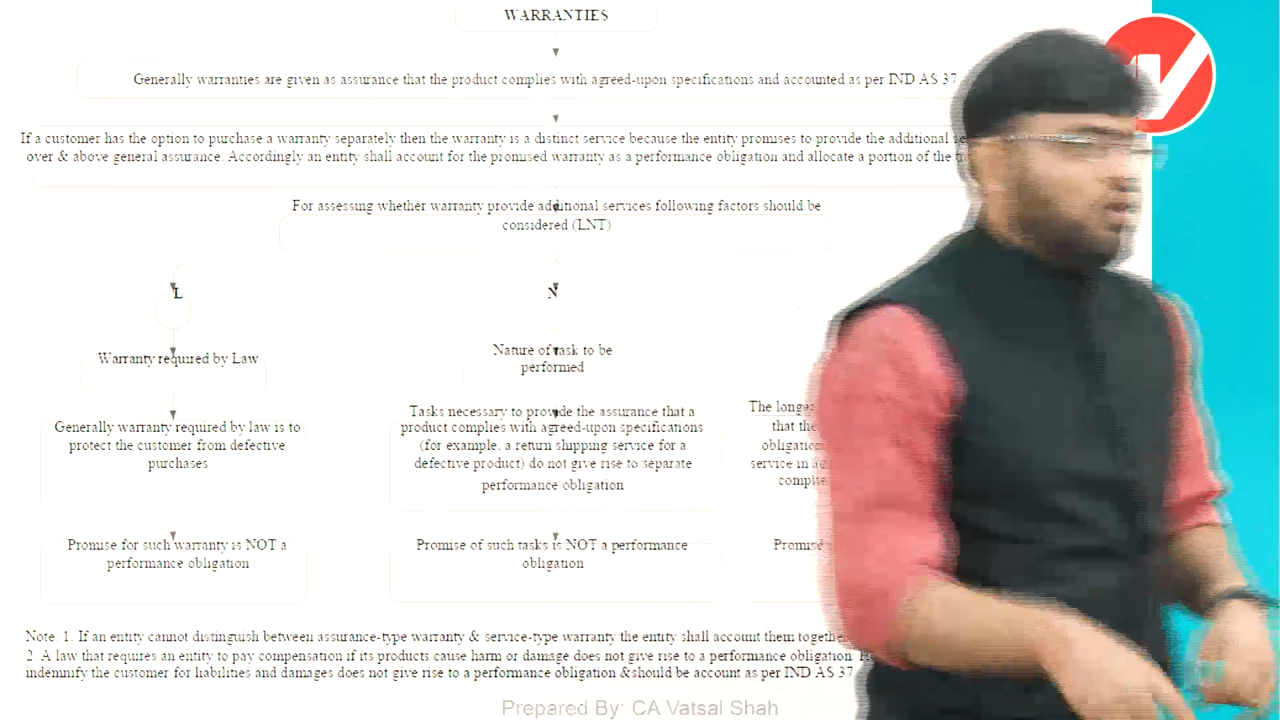 WARRANTIES
Generally warranties are given as assurance that the product complies with agreed-upon specifications and accounted as per IND AS 37
If a customer has the option to purchase a warranty separately then the warranty is a distinct service because the entity promises to provide the additional
over & above general assurance. Accordingly an entity shall account for the promised warranty as a performance obligation and allocate a portion of the
For assessing whether warranty provide additional services following factors should be
considered (LNT)
L
N
Warranty required by Law
Nature of task to be
performed
Generally warranty required by law is to
protect the customer from defective
purchases
Tasks necessary to provide the assurance that a
product complies with agreed-upon specifications
(for example, a return shipping service for a
defective product) do not give rise to separate
performance obligation
The longe
that the
obligatio
service in
complie
Promise for such warranty is NOT a
performance obligation
Promise of such tasks is NOT a performance
obligation
Promise
Note: 1. If an entity cannot distinguish between assurance-type warranty & service-type warranty the entity shall account them togethe
2. A law that requires an entity to pay compensation if its products cause harm or damage does not give rise to a performance obligation.
indemnify the customer for liabilities and damages does not give rise to a performance obligation &should be account as per IND AS 37
Prepared By: CA Vatsal Shah